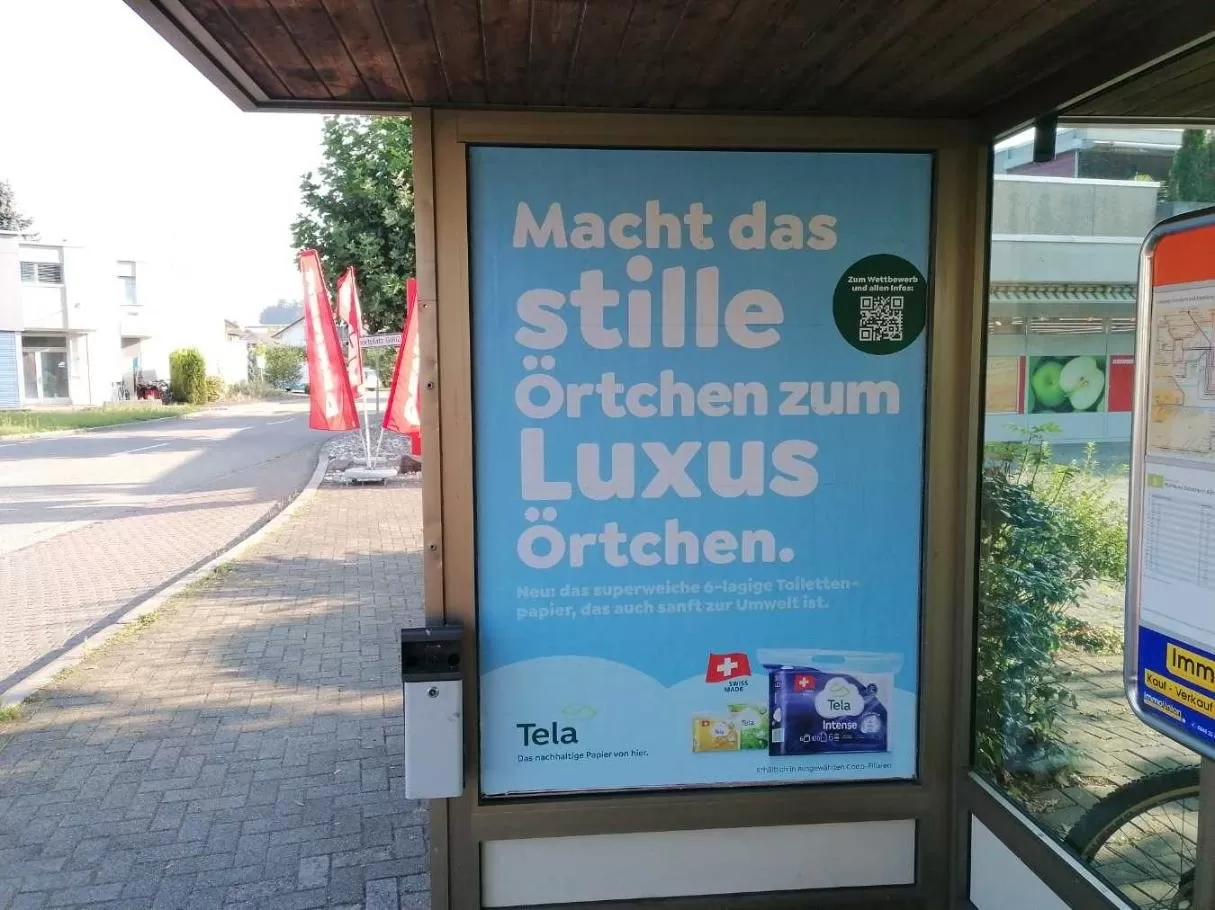 Macht das
stille
Örtchen zum
Luxus
Örtchen.
Zum Wettbewerb
und allen Infos:
Neu: das superweiche 6-lagige Toiletten-
papier, das auch sanft zur Umwelt ist.
SWISS
MADE
Tela
Das nachhaltige Papier von hier.
Tela
Tela
Tela
Intense
Erhältlich in ausgewählten Coop-Filialen
Imm
Kauf - Verkauf